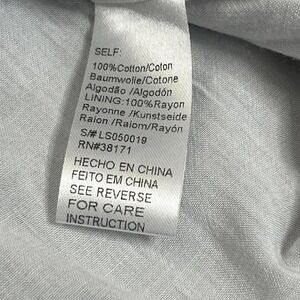 SELF:
100%Cotton/Coton
Baumwolle/Cotone
Algodão /Algodón
LINING:100%Rayon
Rayonne /Kunstseide
Raion /Raiom/Rayón
S/# LS050019
RN#38171
HECHO EN CHINA
FEITO EM CHINA
SEE REVERSE
FOR CARE
INSTRUCTION